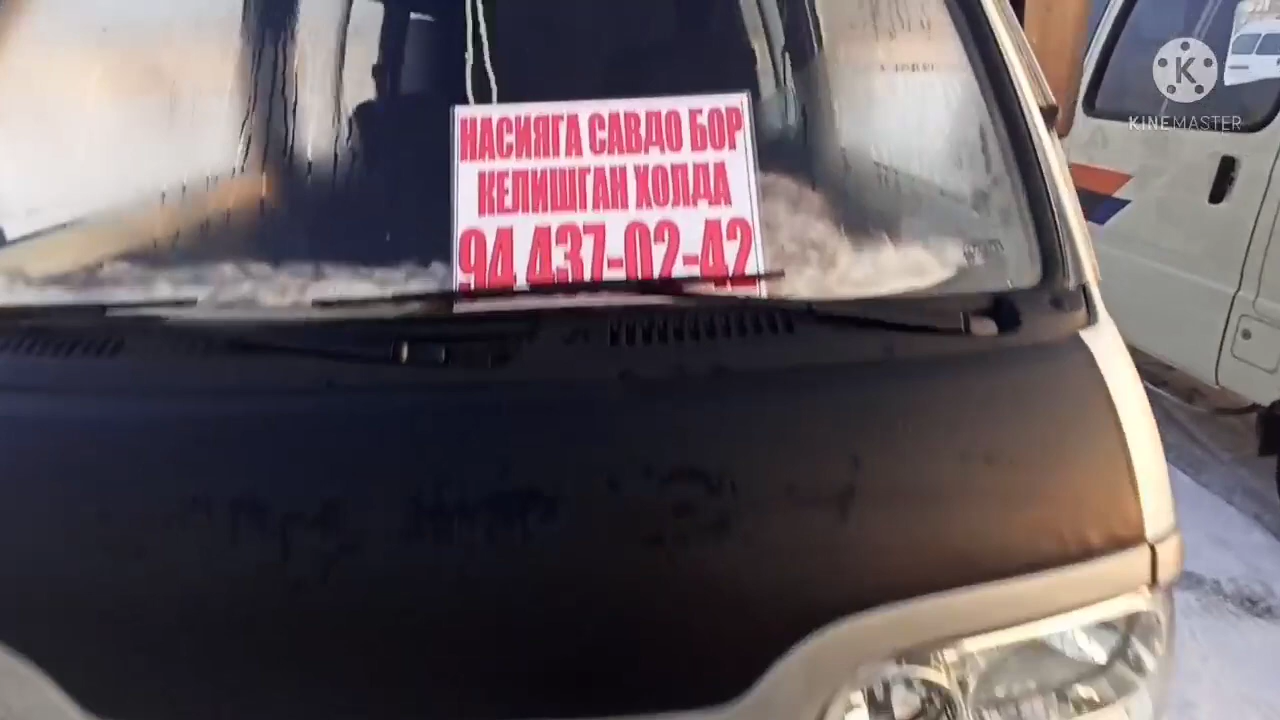 НАСИЯГА САВДО БОР
КЕЛИШГАН ХОЛДА
94 437-02-42
K
KINEMASTER